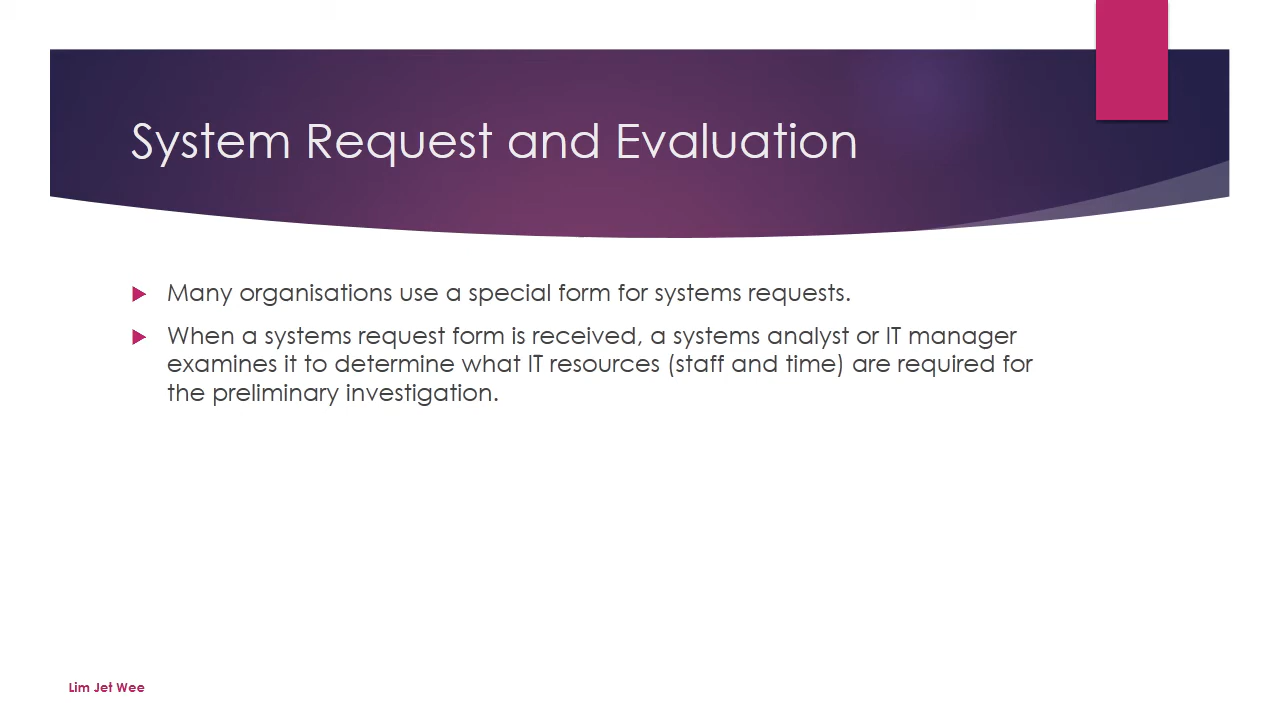 System Request and Evaluation
Many organisations use a special form for systems requests.
When a systems request form is received, a systems analyst or IT manager
examines it to determine what IT resources (staff and time) are required for
the preliminary investigation.
Lim Jet Wee